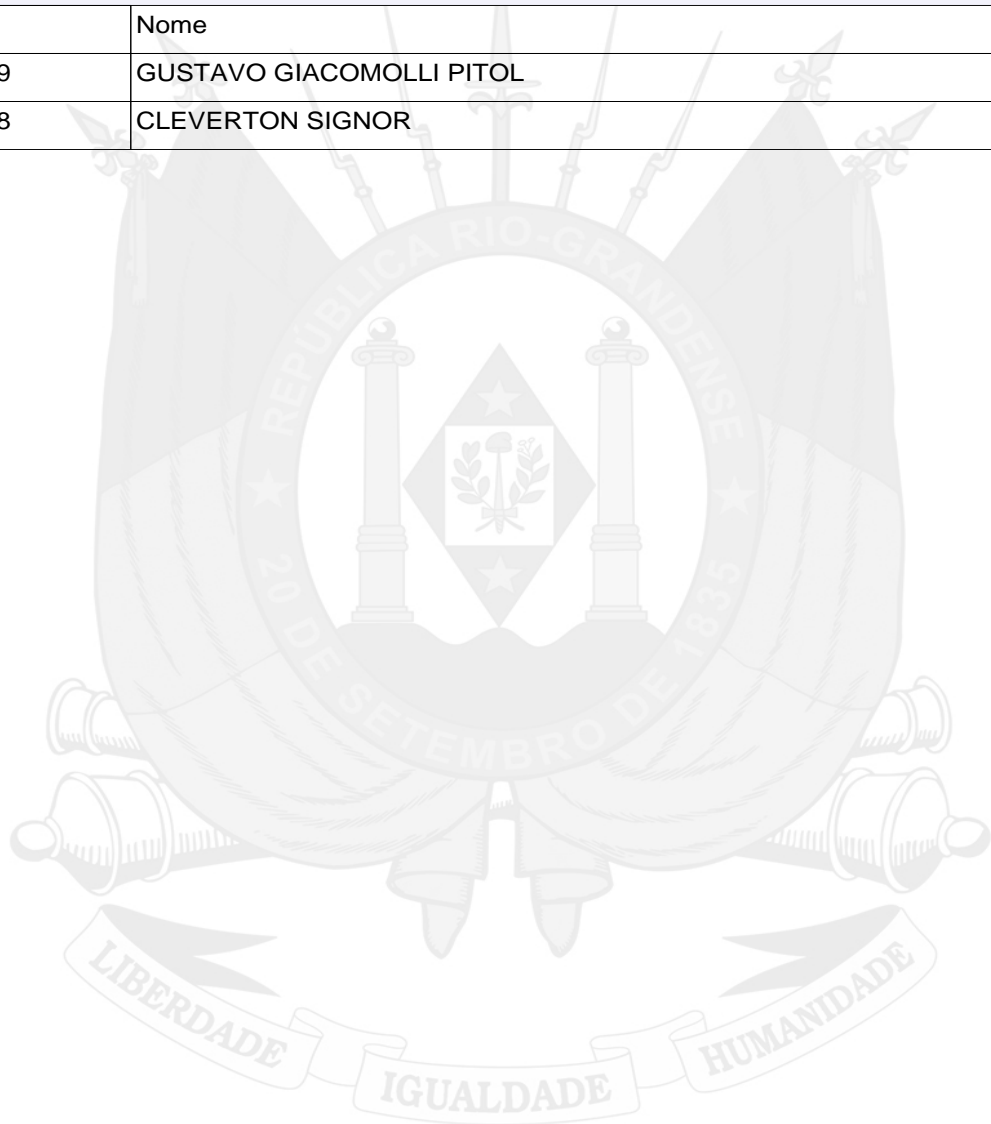 Nome
9 GUSTAVO GIACOMOLLI PITOL
8 CLEVERTON SIGNOR
REPÚBLICA RIO-GRANDENSE
★ 20 DE SETEMBRO DE 1835 ★
LIBERDADE IGUALDADE HUMANIDADE